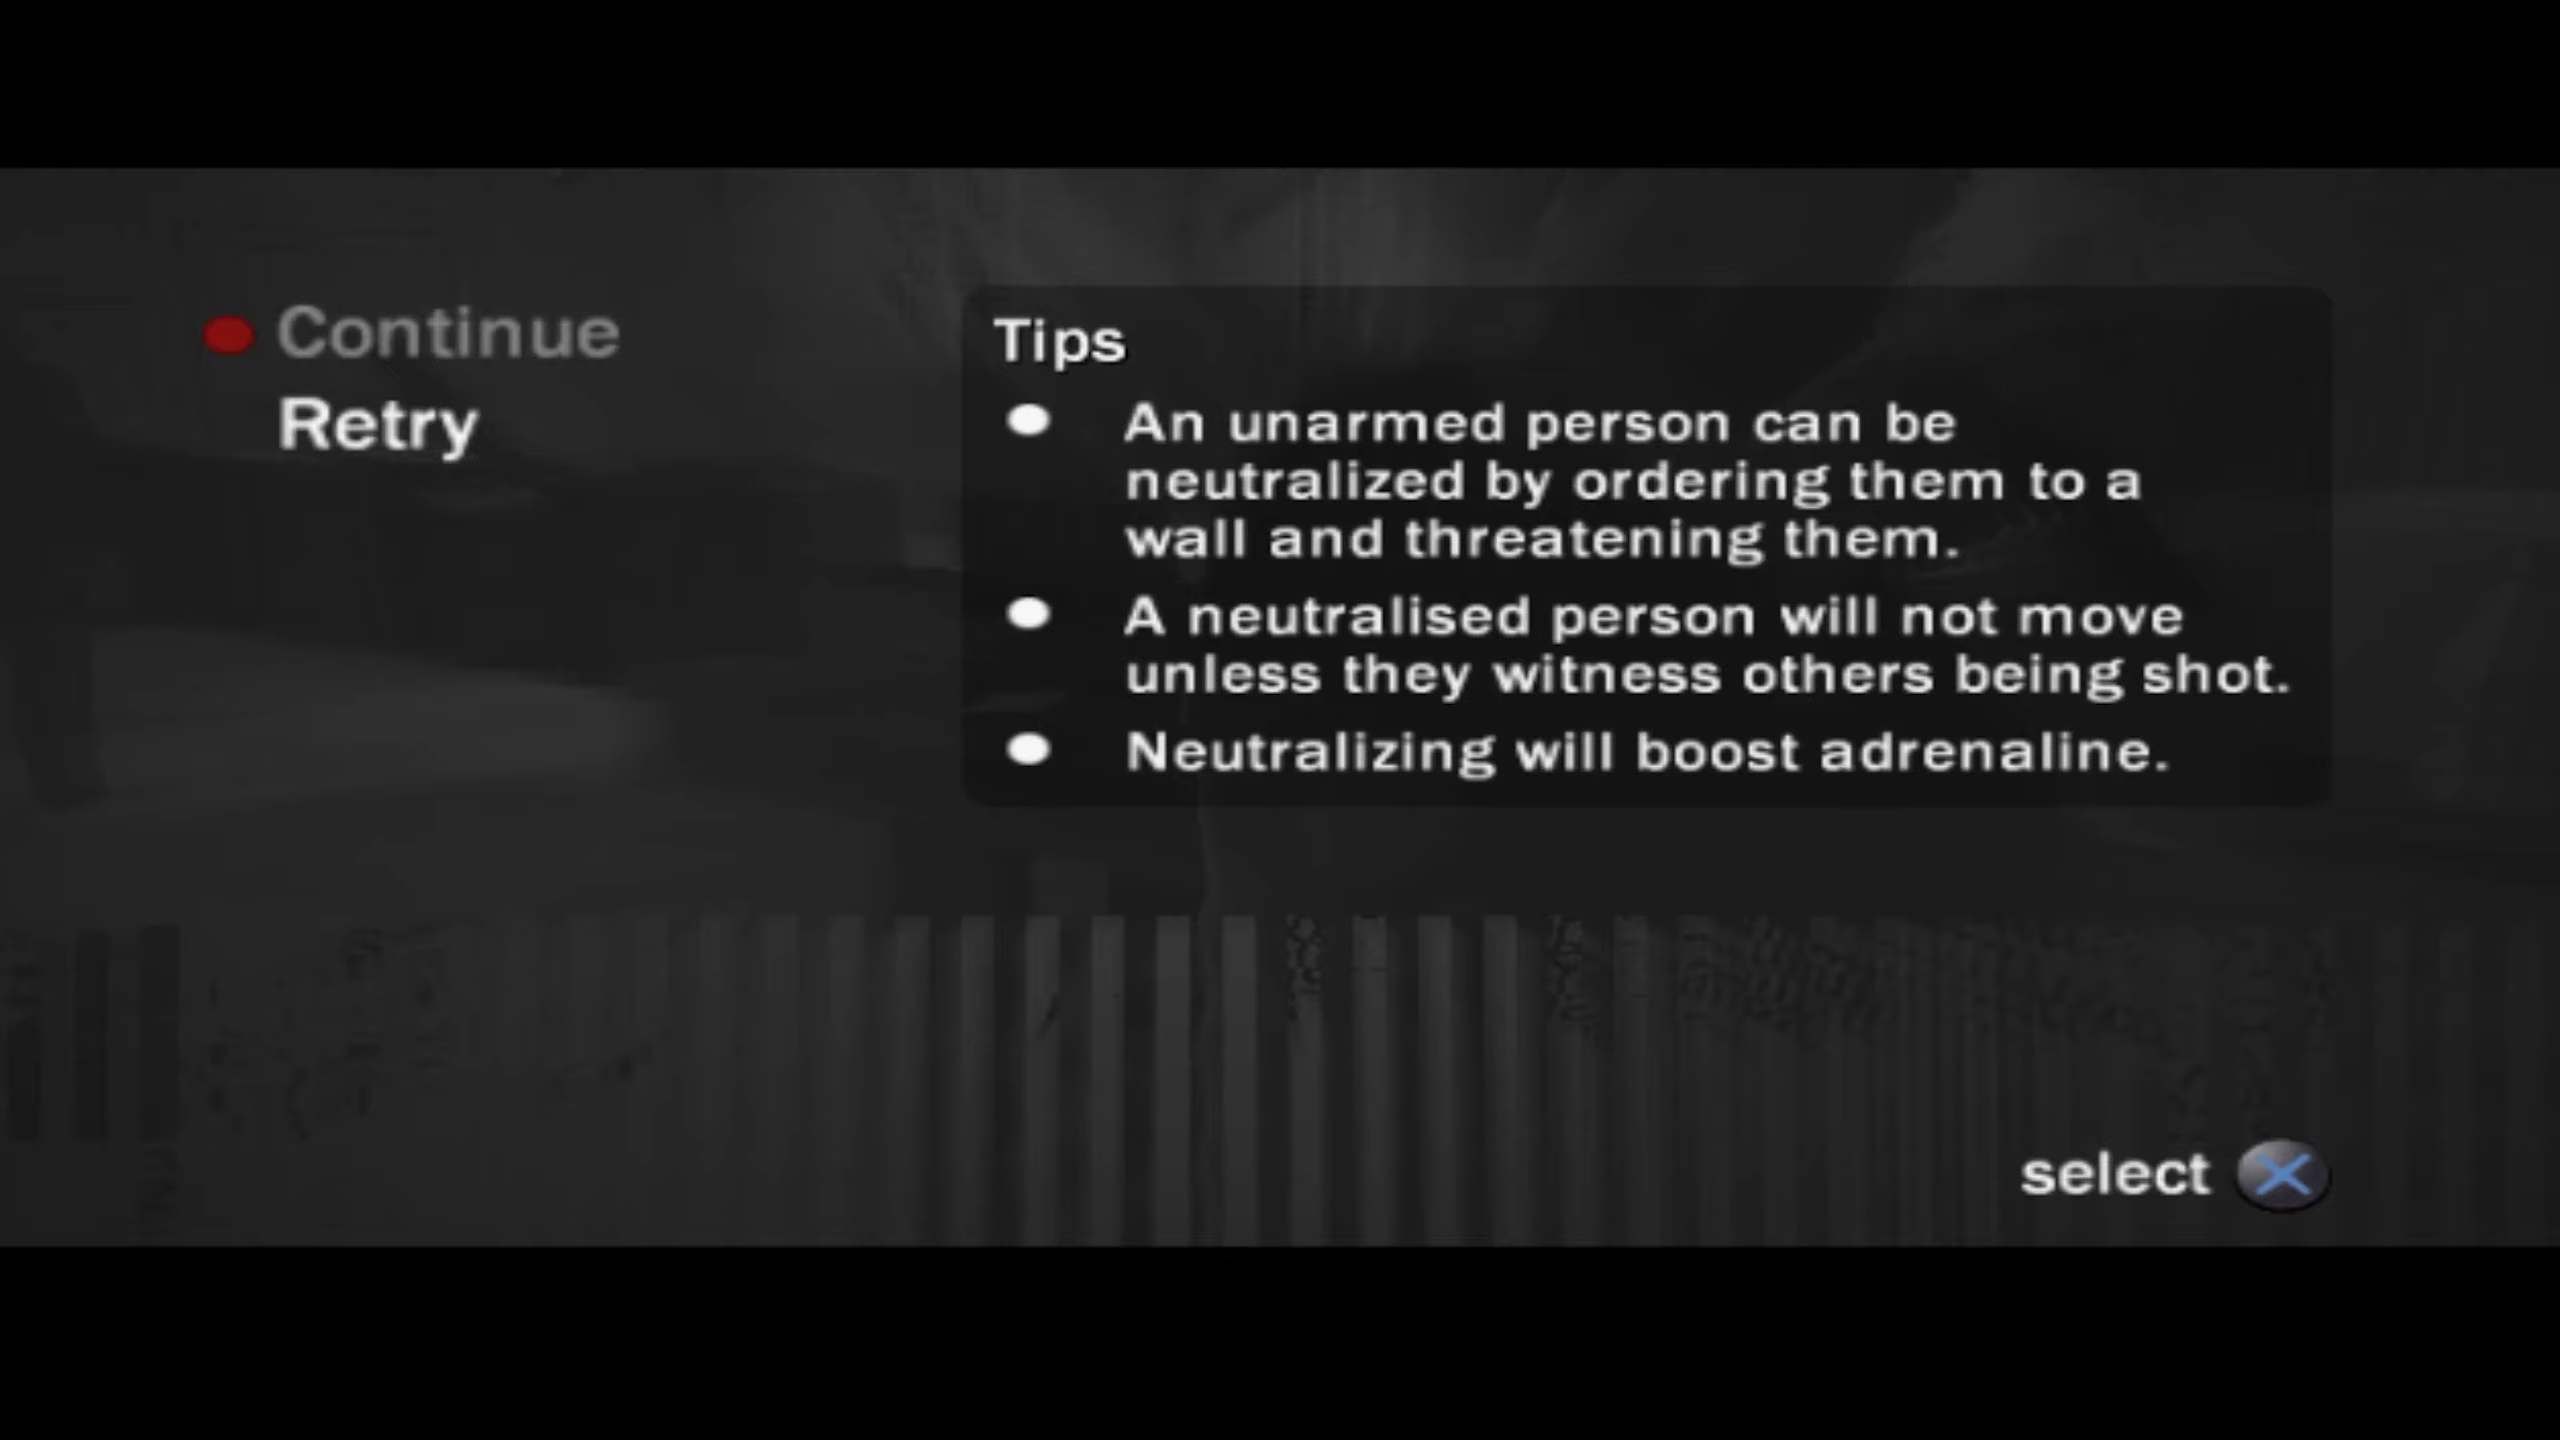 Continue
Retry
Tips
An unarmed person can be
neutralized by ordering them to a
wall and threatening them.
A neutralised person will not move
unless they witness others being shot.
Neutralizing will boost adrenaline.
select